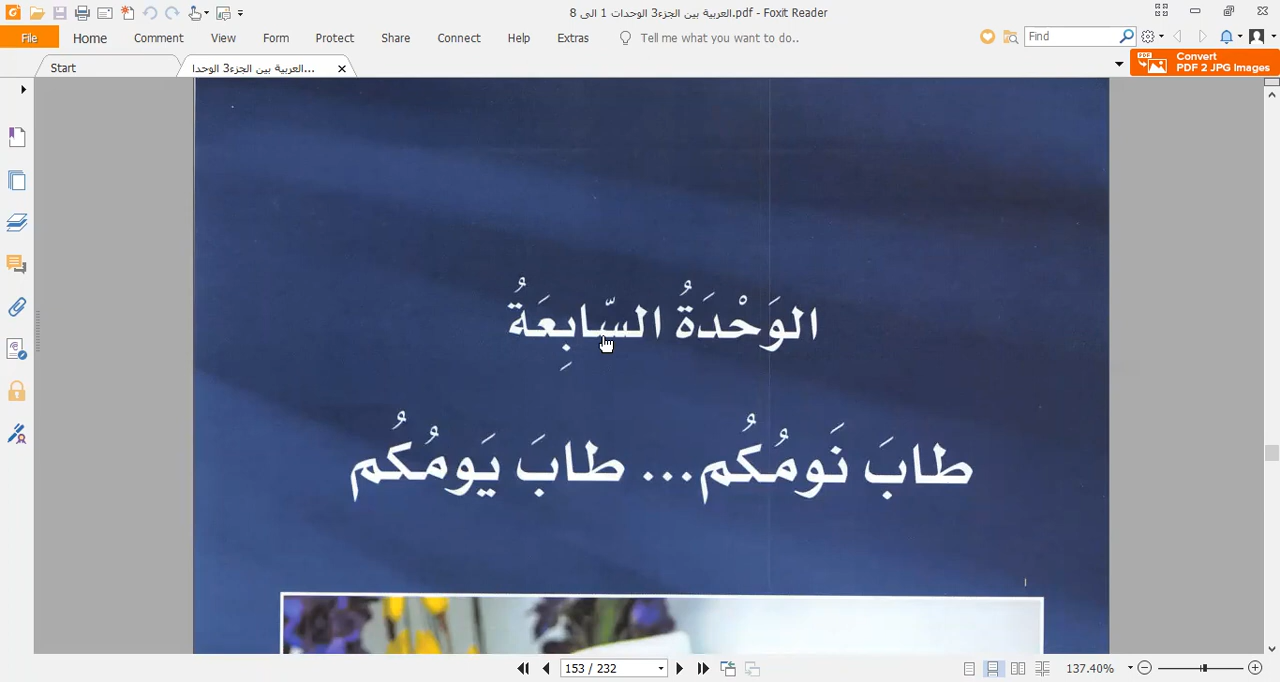 العربية بين الجزء3 الوحدات 1 الى 8.pdf - Foxit Reader
File Home Comment View Form Protect Share Connect Help Extras Tell me what you want to do.. Find
Start العربية بين الجزء3 الوحدا...
Convert
PDF 2 JPG Images
الوَحْدَةُ السّابِعَةُ
طابَ نَومُكُم... طابَ يَومُكُم
153 / 232 137.40%